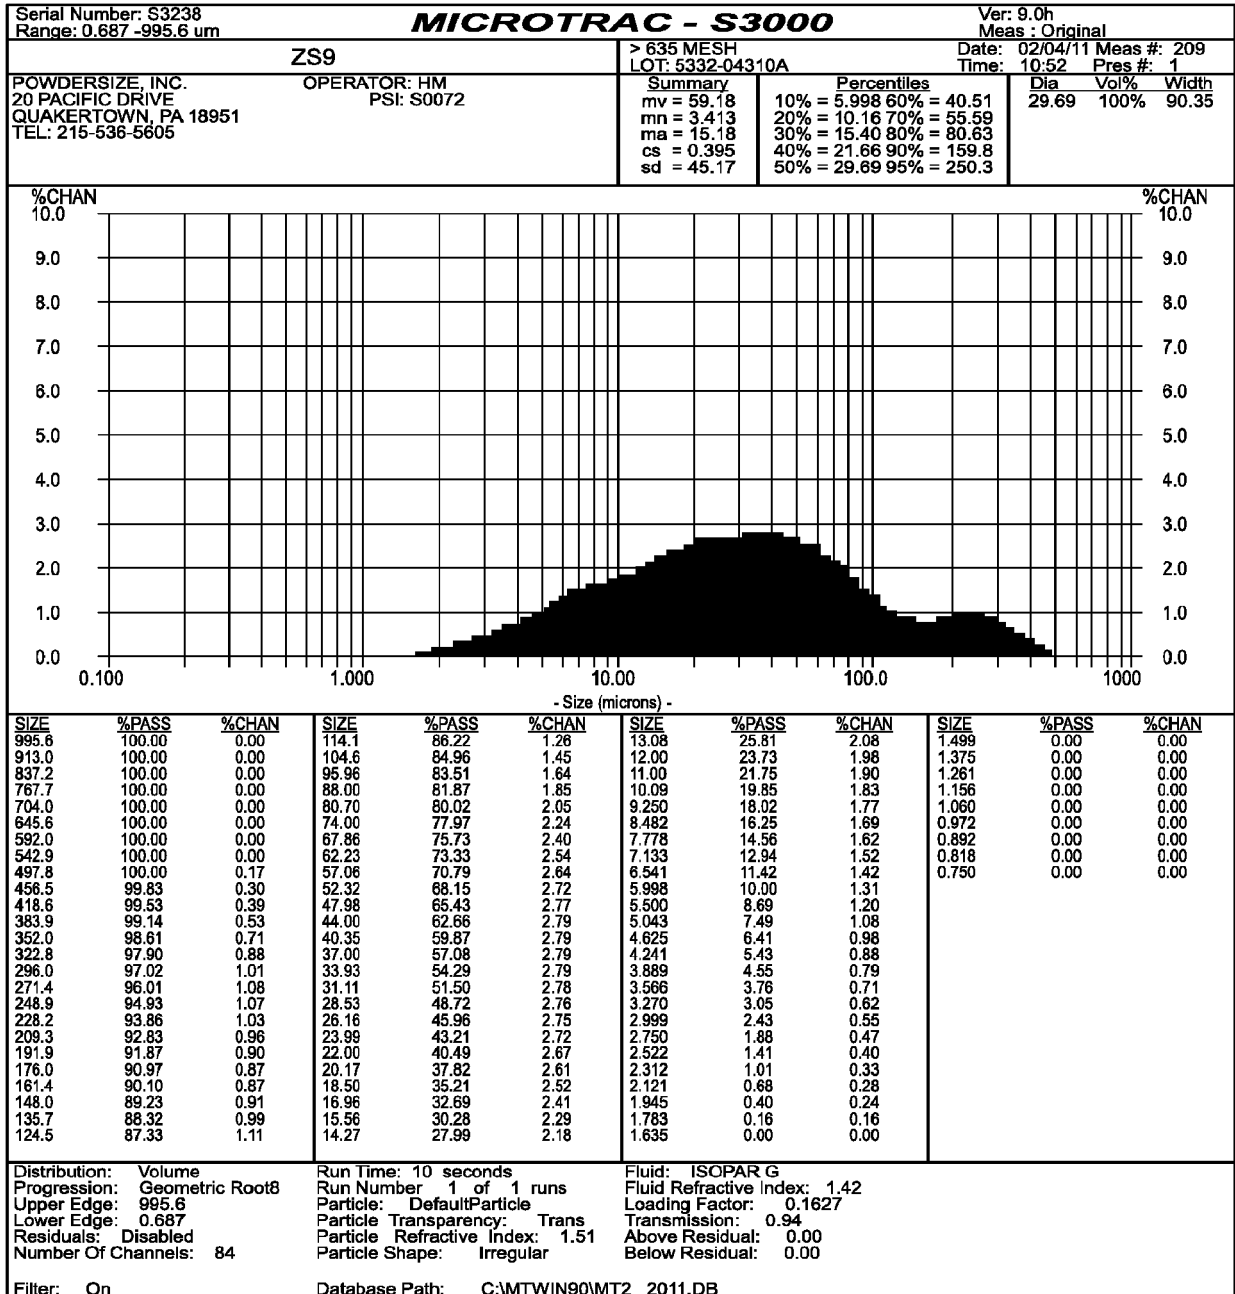 Serial Number: S3238
Range: 0.687 -995.6 um
MICROTRAC - S3000
Ver: 9.0h
Meas : Original
ZS9
> 635 MESH
LOT: 5332-04310A
Date: 02/04/11 Meas #: 209
Time: 10:52 Pres #: 1
POWDERSIZE, INC.
20 PACIFIC DRIVE
QUAKERTOWN, PA 18951
TEL: 215-536-5605
OPERATOR: HM
PSI: S0072
Summary
mv = 59.18
mn = 3.413
ma = 15.18
cs = 0.395
sd = 45.17
Percentiles
10% = 5.998 60% = 40.51
20% = 10.16 70% = 55.59
30% = 15.40 80% = 80.63
40% = 21.66 90% = 159.8
50% = 29.69 95% = 250.3
Dia Vol% Width
29.69 100% 90.35
%CHAN %CHAN
10.0 10.0
9.0 9.0
8.0 8.0
7.0 7.0
6.0 6.0
5.0 5.0
4.0 4.0
3.0 3.0
2.0 2.0
1.0 1.0
0.0 0.0
0.100 1.000 10.00 100.0 1000
- Size (microns) -
SIZE %PASS %CHAN
995.6 100.00 0.00
913.0 100.00 0.00
837.2 100.00 0.00
767.7 100.00 0.00
704.0 100.00 0.00
645.6 100.00 0.00
592.0 100.00 0.00
542.9 100.00 0.00
497.8 100.00 0.17
456.5 99.83 0.30
418.6 99.53 0.39
383.9 99.14 0.53
352.0 98.61 0.71
322.8 97.90 0.88
296.0 97.02 1.01
271.4 96.01 1.08
248.9 94.93 1.07
228.2 93.86 1.03
209.3 92.83 0.96
191.9 91.87 0.90
176.0 90.97 0.87
161.4 90.10 0.87
148.0 89.23 0.91
135.7 88.32 0.99
124.5 87.33 1.11
SIZE %PASS %CHAN
114.1 86.22 1.26
104.6 84.96 1.45
95.96 83.51 1.64
88.00 81.87 1.85
80.70 80.02 2.05
74.00 77.97 2.24
67.86 75.73 2.40
62.23 73.33 2.54
57.06 70.79 2.64
52.32 68.15 2.72
47.98 65.43 2.77
44.00 62.66 2.79
40.35 59.87 2.79
37.00 57.08 2.79
33.93 54.29 2.79
31.11 51.50 2.78
28.53 48.72 2.76
26.16 45.96 2.75
23.99 43.21 2.72
22.00 40.49 2.67
20.17 37.82 2.61
18.50 35.21 2.52
16.96 32.69 2.41
15.56 30.28 2.29
14.27 27.99 2.18
SIZE %PASS %CHAN
13.08 25.81 2.08
12.00 23.73 1.98
11.00 21.75 1.90
10.09 19.85 1.83
9.250 18.02 1.77
8.482 16.25 1.69
7.778 14.56 1.62
7.133 12.94 1.52
6.541 11.42 1.42
5.998 10.00 1.31
5.500 8.69 1.20
5.043 7.49 1.08
4.625 6.41 0.98
4.241 5.43 0.88
3.889 4.55 0.79
3.566 3.76 0.71
3.270 3.05 0.62
2.999 2.43 0.55
2.750 1.88 0.47
2.522 1.41 0.40
2.312 1.01 0.33
2.121 0.68 0.28
1.945 0.40 0.24
1.783 0.16 0.16
1.635 0.00 0.00
SIZE %PASS %CHAN
1.499 0.00 0.00
1.375 0.00 0.00
1.261 0.00 0.00
1.156 0.00 0.00
1.060 0.00 0.00
0.972 0.00 0.00
0.892 0.00 0.00
0.818 0.00 0.00
0.750 0.00 0.00
Distribution: Volume
Progression: Geometric Root8
Upper Edge: 995.6
Lower Edge: 0.687
Residuals: Disabled
Number Of Channels: 84
Filter: On
Run Time: 10 seconds
Run Number 1 of 1 runs
Particle: DefaultParticle
Particle Transparency: Trans
Particle Refractive Index: 1.51
Particle Shape: Irregular
Database Path: C:\MTWIN90\MT2_2011.DB
Fluid: ISOPAR G
Fluid Refractive Index: 1.42
Loading Factor: 0.1627
Transmission: 0.94
Above Residual: 0.00
Below Residual: 0.00